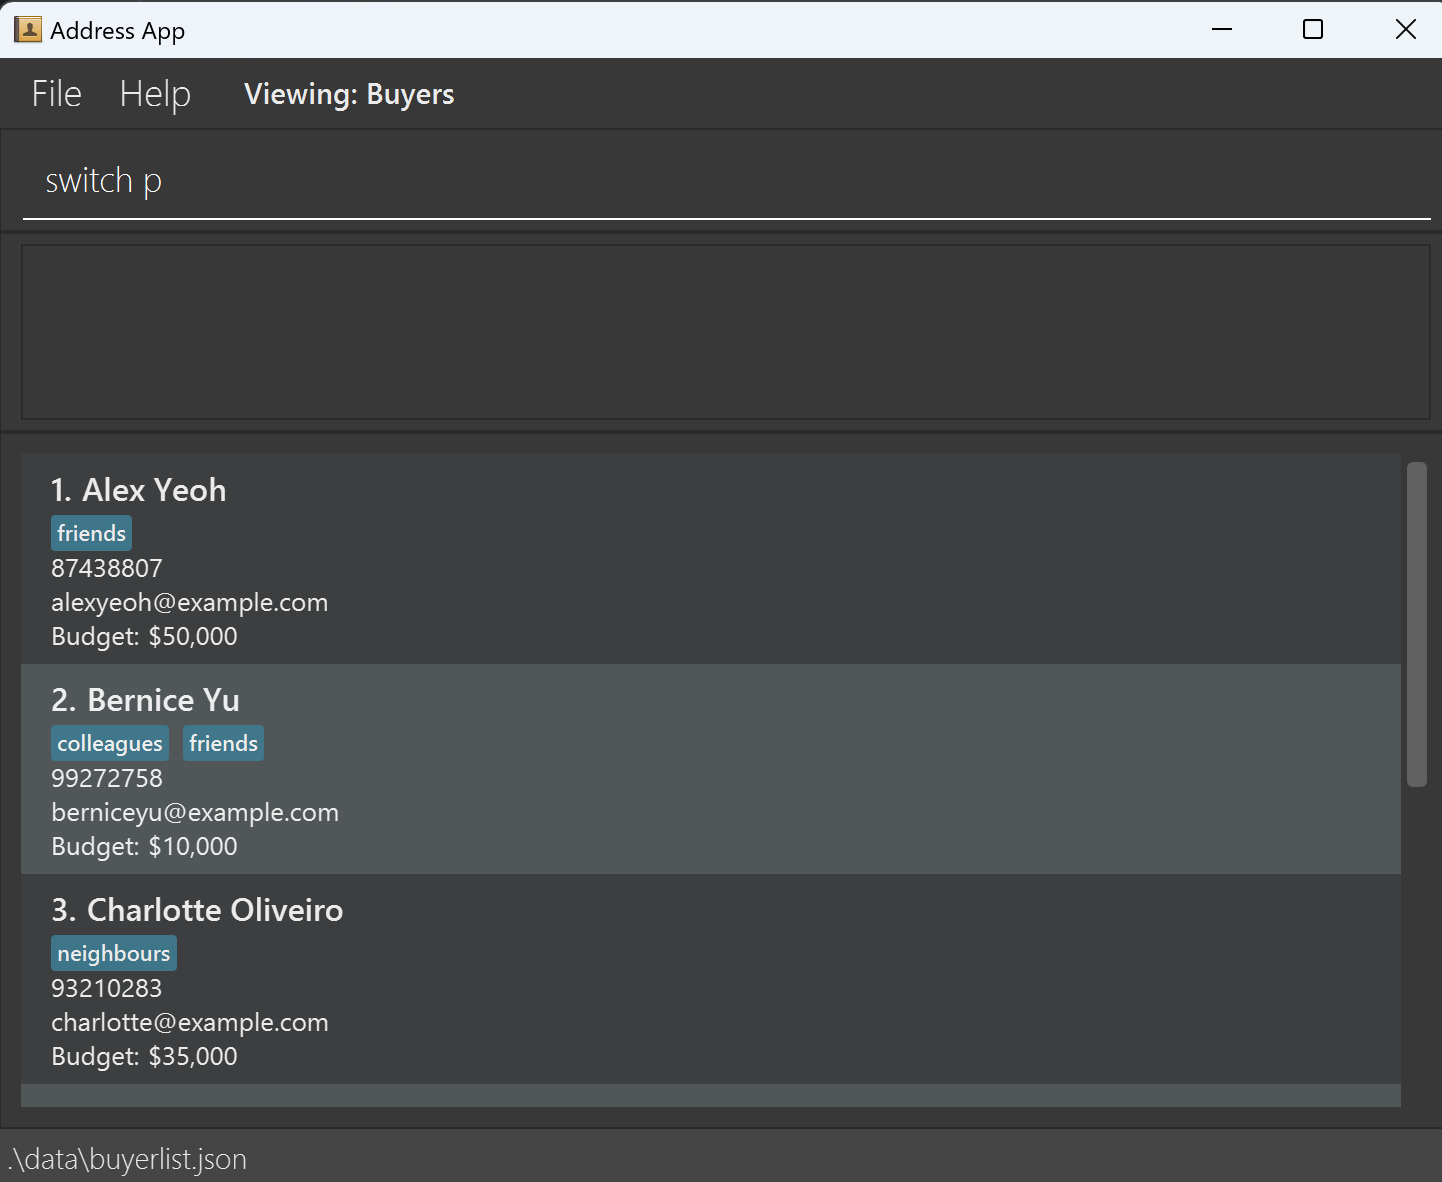 Address App
File Help Viewing: Buyers
switch p
1. Alex Yeoh
friends
87438807
alexyeoh@example.com
Budget: $50,000
2. Bernice Yu
colleagues friends
99272758
berniceyu@example.com
Budget: $10,000
3. Charlotte Oliveiro
neighbours
93210283
charlotte@example.com
Budget: $35,000
.\data\buyerlist.json